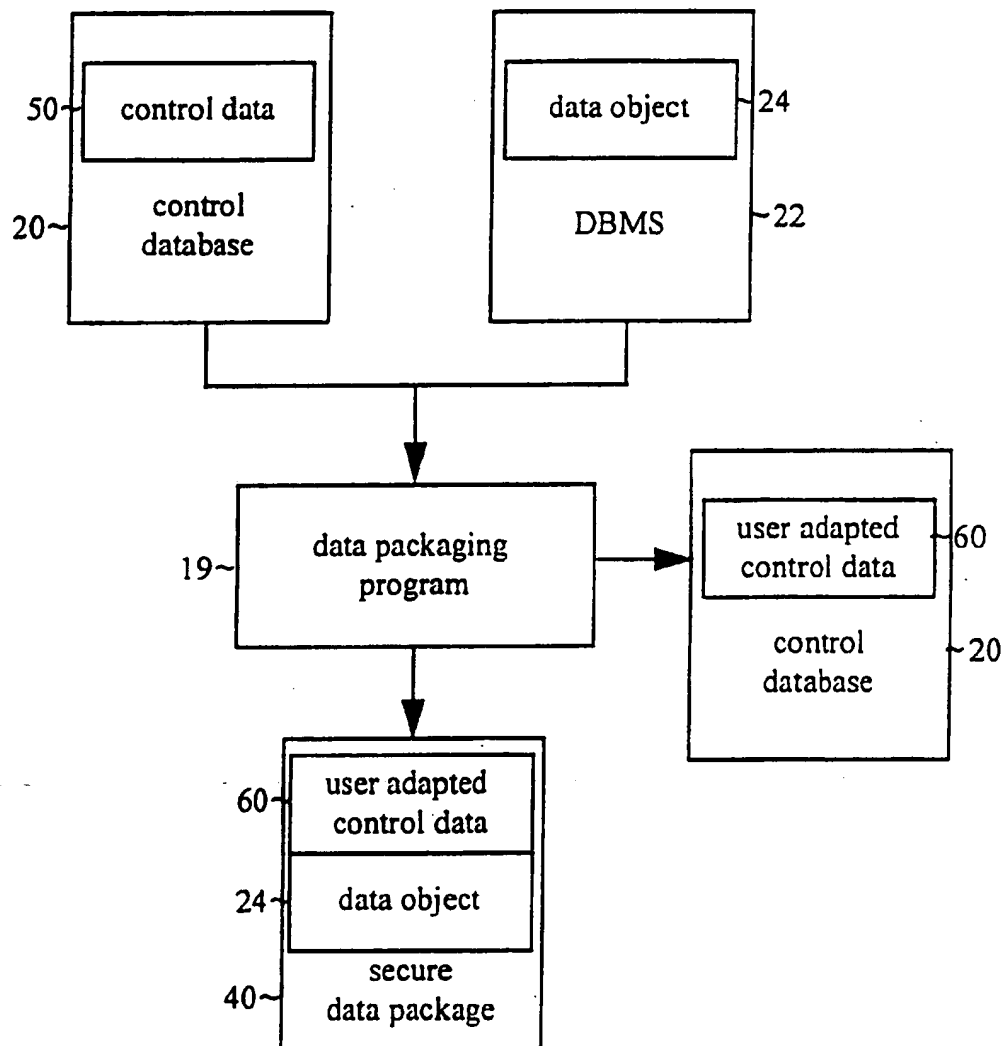 50~ control data
data object ~24
20~ control
database
DBMS ~22
19~ data packaging
program
user adapted
control data ~60
control
database ~20
60~ user adapted
control data
24~ data object
40~ secure
data package